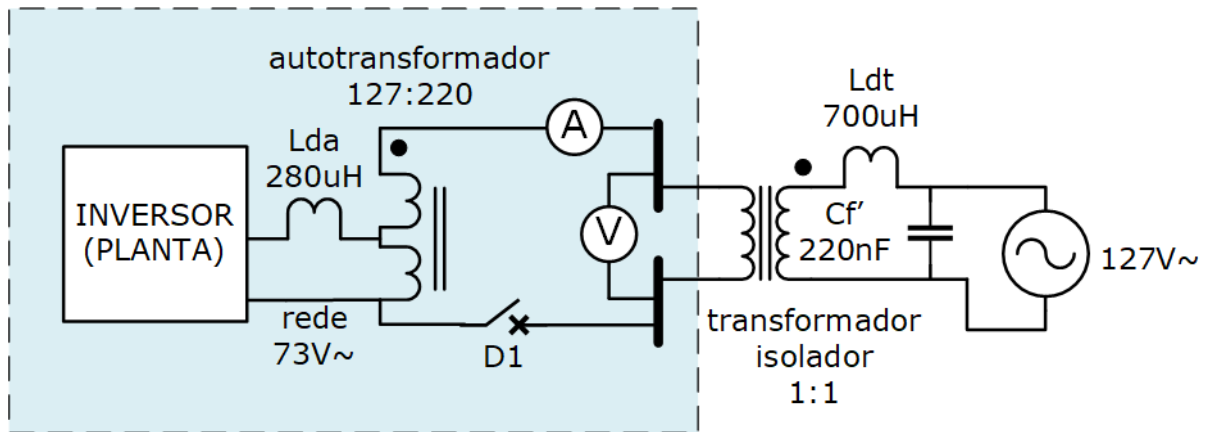 autotransformador
127:220
Lda
280uH
A
INVERSOR
(PLANTA)
V
rede
73V~
D1
Ldt
700uH
Cf'
220nF
127V~
transformador
isolador
1:1